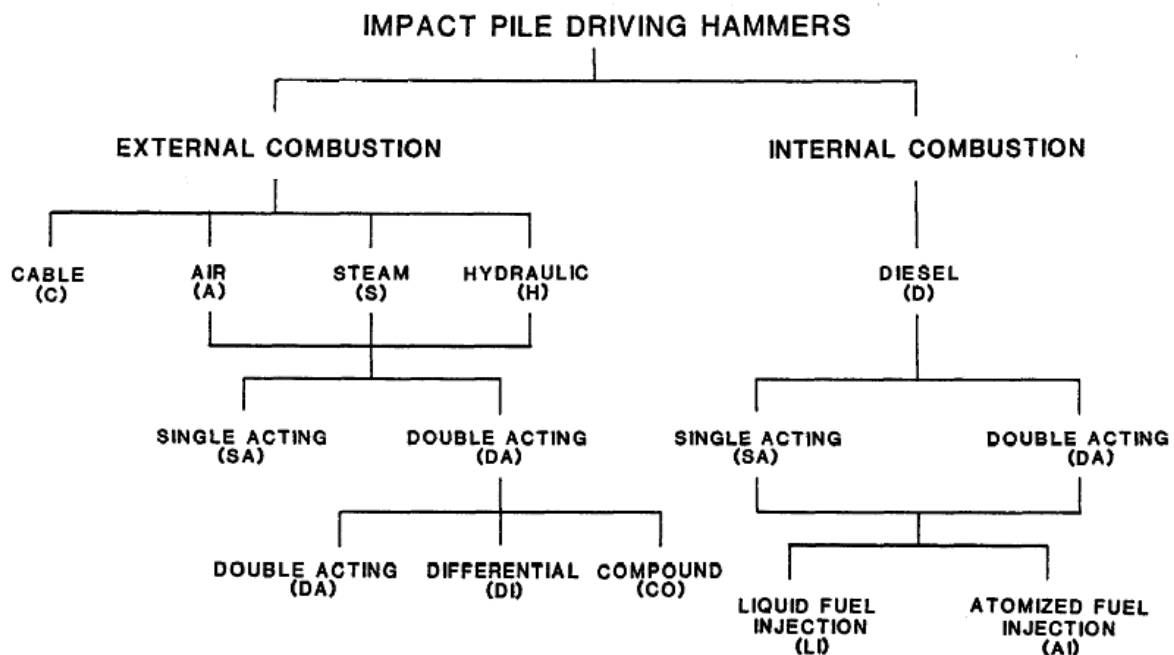 IMPACT PILE DRIVING HAMMERS
EXTERNAL COMBUSTION
INTERNAL COMBUSTION
CABLE
(C)
AIR
(A)
STEAM
(S)
HYDRAULIC
(H)
DIESEL
(D)
SINGLE ACTING
(SA)
DOUBLE ACTING
(DA)
SINGLE ACTING
(SA)
DOUBLE ACTING
(DA)
DOUBLE ACTING
(DA)
DIFFERENTIAL
(DI)
COMPOUND
(CO)
LIQUID FUEL
INJECTION
(LI)
ATOMIZED FUEL
INJECTION
(AI)